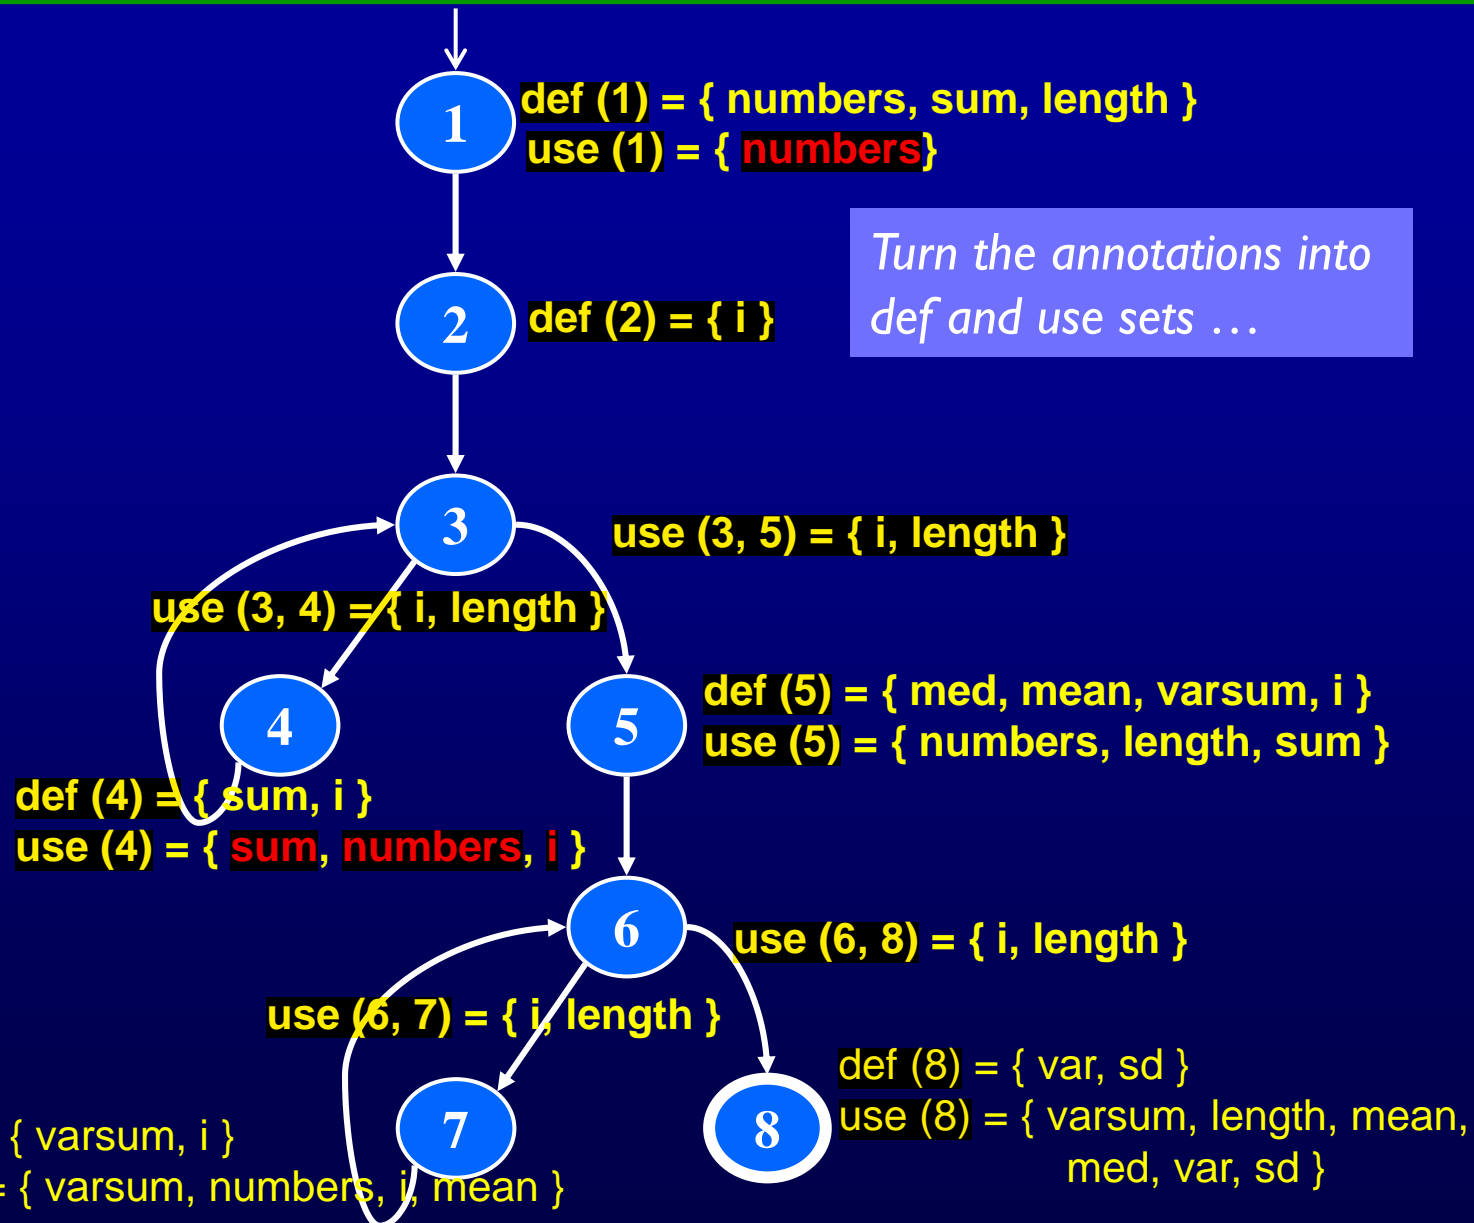 1
def (1) = { numbers, sum, length }
use (1) = { numbers}
Turn the annotations into
def and use sets …
2
def (2) = { i }
3
use (3, 5) = { i, length }
use (3, 4) = { i, length }
4
5
def (5) = { med, mean, varsum, i }
use (5) = { numbers, length, sum }
def (4) = { sum, i }
use (4) = { sum, numbers, i }
6
use (6, 8) = { i, length }
use (6, 7) = { i, length }
7
8
def (8) = { var, sd }
use (8) = { varsum, length, mean,
med, var, sd }
{ varsum, i }
= { varsum, numbers, i, mean }